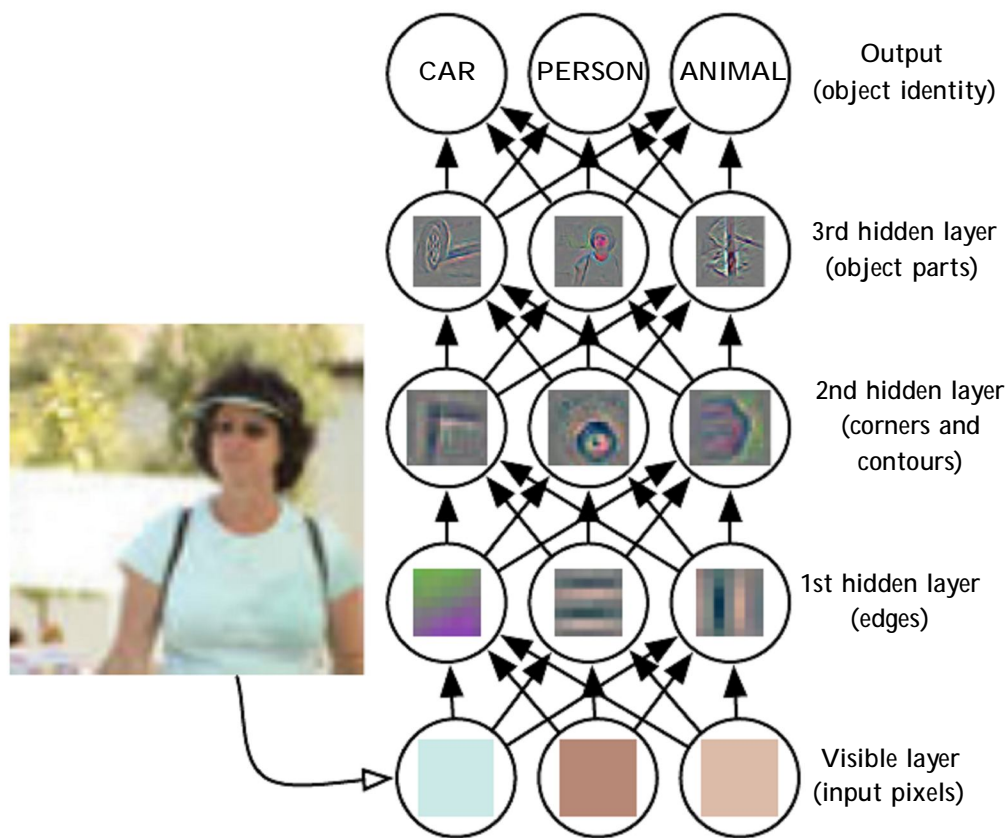 CAR
PERSON
ANIMAL
Output
(object identity)
3rd hidden layer
(object parts)
2nd hidden layer
(corners and
contours)
1st hidden layer
(edges)
Visible layer
(input pixels)